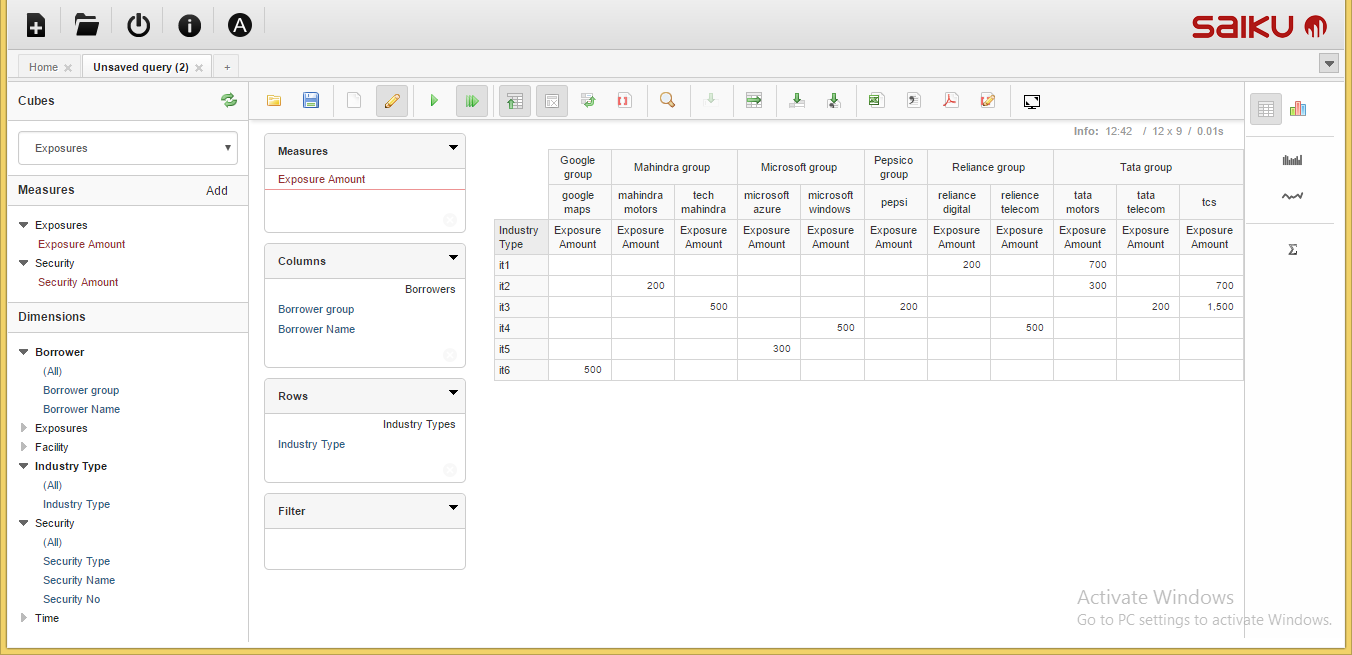 SAIKU
Home × Unsaved query (2) × +
Cubes
Exposures
Measures Add
Exposures
Exposure Amount
Security
Security Amount
Dimensions
Borrower
(All)
Borrower group
Borrower Name
Exposures
Facility
Industry Type
(All)
Industry Type
Security
(All)
Security Type
Security Name
Security No
Time
Measures
Exposure Amount
Columns
Borrowers
Borrower group
Borrower Name
Rows
Industry Types
Industry Type
Filter
Info: 12:42 / 12 x 9 / 0.01s
Google group Mahindra group Microsoft group Pepsico group Reliance group Tata group
google maps mahindra motors tech mahindra microsoft azure microsoft windows pepsi reliance digital relience telecom tata motors tata telecom tcs
Industry Type Exposure Amount Exposure Amount Exposure Amount Exposure Amount Exposure Amount Exposure Amount Exposure Amount Exposure Amount Exposure Amount Exposure Amount Exposure Amount
it1 200 700
it2 200 300 700
it3 500 200 200 1,500
it4 500 500
it5 300
it6 500
Σ
Activate Windows
Go to PC settings to activate Windows.